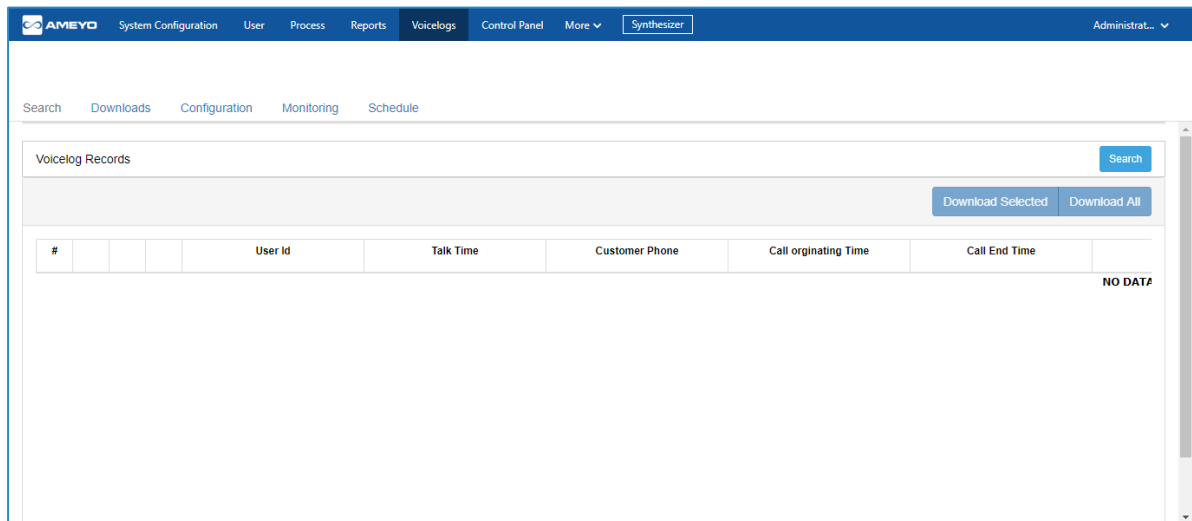 AMEYO System Configuration User Process Reports Voicelogs Control Panel More Synthesizer Administrat...
Search Downloads Configuration Monitoring Schedule
Voicelog Records Search
Download Selected Download All
# User Id Talk Time Customer Phone Call orginating Time Call End Time
NO DATA